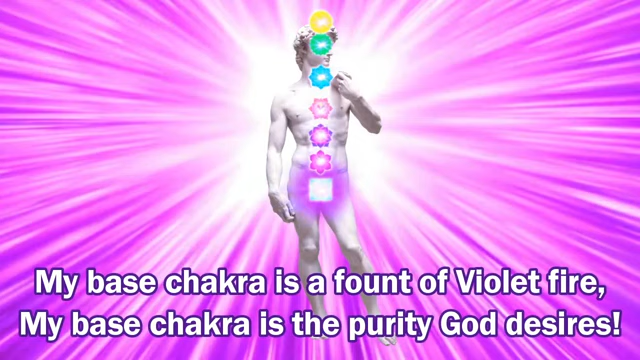 My base chakra is a fount of Violet fire,
My base chakra is the purity God desires!